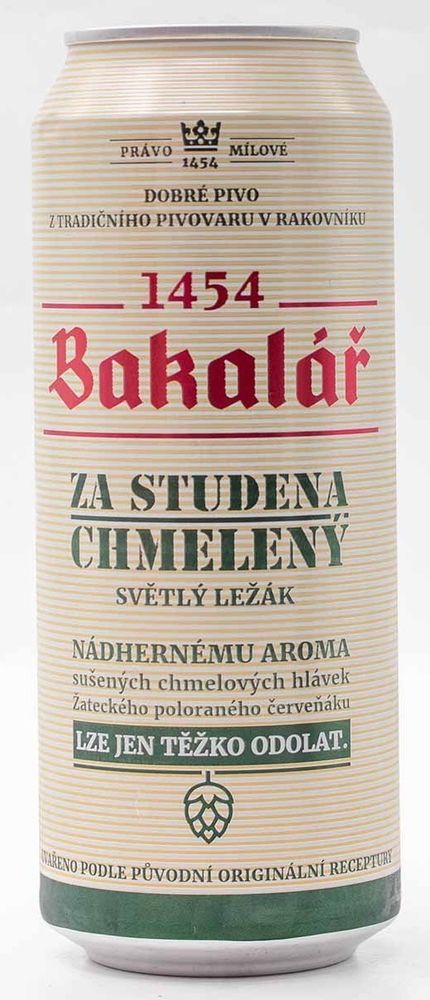 PRÁVO MÍLOVÉ
1454
DOBRÉ PIVO
Z TRADIČNÍHO PIVOVARU V RAKOVNÍKU
1454
Bakalář
ZA STUDENA
CHMELENÝ
SVĚTLÝ LEŽÁK
NÁDHERNÉMU AROMA
sušených chmelových hlávek
Žateckého poloraného červeňáku
LZE JEN TĚŽKO ODOLAT.
PODLE PŮVODNÍ ORIGINÁLNÍ RECEPTURY